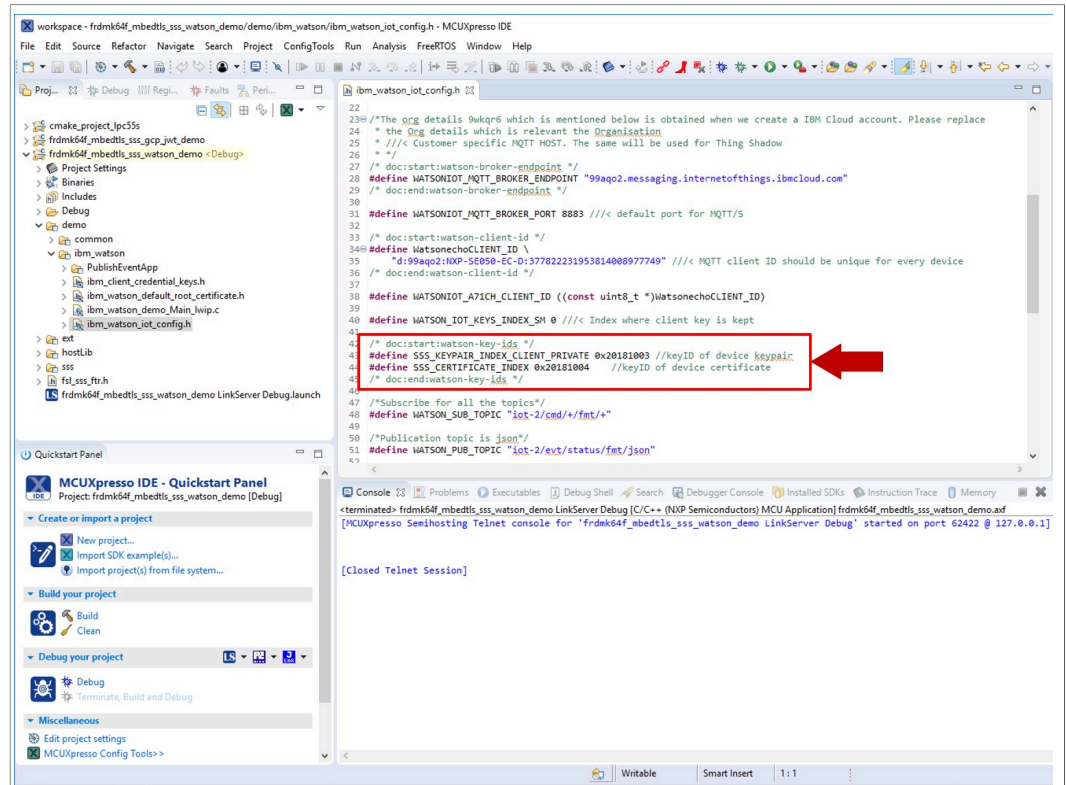 workspace - frdmk64f_mbedtls_sss_watson_demo/demo/ibm_watson/ibm_watson_iot_config.h - MCUXpresso IDE
File Edit Source Refactor Navigate Search Project ConfigTools Run Analysis FreeRTOS Window Help
Proj... Debug Regi... Faults Peri...
cmake_project_lpc55s
frdmk64f_mbedtls_sss_gcp_jwt_demo
frdmk64f_mbedtls_sss_watson_demo <Debug>
Project Settings
Binaries
Includes
Debug
demo
common
ibm_watson
PublishEventApp
ibm_client_credential_keys.h
ibm_watson_default_root_certificate.h
ibm_watson_demo_Main_lwip.c
ibm_watson_iot_config.h
ext
hostLib
sss
fsl_sss_ftr.h
LS frdmk64f_mbedtls_sss_watson_demo LinkServer Debug.launch
ibm_watson_iot_config.h
22
23 /*The org details 9wkqr6 which is mentioned below is obtained when we create a IBM Cloud account. Please replace
24 * the Org details which is relevant the Organisation
25 * ///< Customer specific MQTT HOST. The same will be used for Thing Shadow
26 * */
27 /* doc:start:watson-broker-endpoint */
28 #define WATSONIOT_MQTT_BROKER_ENDPOINT "99aqo2.messaging.internetofthings.ibmcloud.com"
29 /* doc:end:watson-broker-endpoint */
30
31 #define WATSONIOT_MQTT_BROKER_PORT 8883 ///< default port for MQTT/S
32
33 /* doc:start:watson-client-id */
34 #define WatsonechoCLIENT_ID \
35 "d:99aqo2:NXP-SE050-EC-D:377822231953814008977749" ///< MQTT client ID should be unique for every device
36 /* doc:end:watson-client-id */
37
38 #define WATSONIOT_A71CH_CLIENT_ID ((const uint8_t *)WatsonechoCLIENT_ID)
39
40 #define WATSON_IOT_KEYS_INDEX_SM 0 ///< Index where client key is kept
41
42 /* doc:start:watson-key-ids */
43 #define SSS_KEYPAIR_INDEX_CLIENT_PRIVATE 0x20181003 //keyID of device keypair
44 #define SSS_CERTIFICATE_INDEX 0x20181004 //keyID of device certificate
45 /* doc:end:watson-key-ids */
46
47 /*Subscribe for all the topics*/
48 #define WATSON_SUB_TOPIC "iot-2/cmd/+/fmt/+"
49
50 /*Publication topic is json*/
51 #define WATSON_PUB_TOPIC "iot-2/evt/status/fmt/json"
52
Quickstart Panel
IDE
MCUXpresso IDE - Quickstart Panel
Project: frdmk64f_mbedtls_sss_watson_demo [Debug]
Create or import a project
New project...
Import SDK example(s)...
Import project(s) from file system...
Build your project
Build
Clean
Debug your project
LS
Debug
Terminate, Build and Debug
Miscellaneous
Edit project settings
MCUXpresso Config Tools>>
Console Problems Executables Debug Shell Search Debugger Console Installed SDKs Instruction Trace Memory
<terminated> frdmk64f_mbedtls_sss_watson_demo LinkServer Debug [C/C++ (NXP Semiconductors) MCU Application] frdmk64f_mbedtls_sss_watson_demo.axf
[MCUXpresso Semihosting Telnet console for 'frdmk64f_mbedtls_sss_watson_demo LinkServer Debug' started on port 62422 @ 127.0.0.1]
[Closed Telnet Session]
Writable Smart Insert 1 : 1